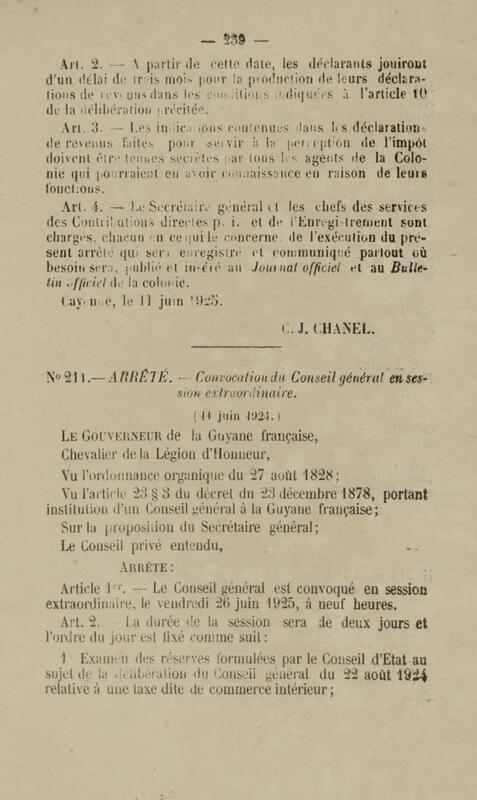 — 239 —
Art. 2. — A partir de cette date, les déclarants jouiront
d'un délai de trois mois pour la production de leurs déclara-
tions de revenus dans les conditions indiquées à l'article 10
de la délibération précitée.
Art. 3. — Les indications contenues dans les déclarations
de revenus faites pour servir à la perception de l'impôt
doivent être tenues secrètes par tous les agents de la Colo-
nie qui pourraient en avoir connaissance en raison de leurs
fonctions.
Art. 4. — Le Secrétaire général et les chefs des services
des Contributions directes p. i. et de l'Enregistrement sont
chargés, chacun en ce qui le concerne, de l'exécution du pré-
sent arrêté qui sera enregistré et communiqué partout où
besoin sera, publié et inséré au Journal officiel et au Bulle-
tin officiel de la colonie.
Cayenne, le 11 juin 1925.
C. J. CHANEL.
N° 211.— ARRÊTÉ. — Convocation du Conseil général en ses-
sion extraordinaire.
(11 juin 1924.)
LE GOUVERNEUR de la Guyane française,
Chevalier de la Légion d'Honneur,
Vu l'ordonnance organique du 27 août 1828;
Vu l'article 23 § 3 du décret du 23 décembre 1878, portant
institution d'un Conseil général à la Guyane française;
Sur la proposition du Secrétaire général;
Le Conseil privé entendu,
ARRÊTE:
Article 1er. — Le Conseil général est convoqué en session
extraordinaire, le vendredi 26 juin 1925, à neuf heures.
Art. 2. La durée de la session sera de deux jours et
l'ordre du jour est fixé comme suit:
1 Examen des réserves formulées par le Conseil d'Etat au
sujet de la délibération du Conseil général du 22 août 1924
relative à une taxe dite de commerce intérieur;